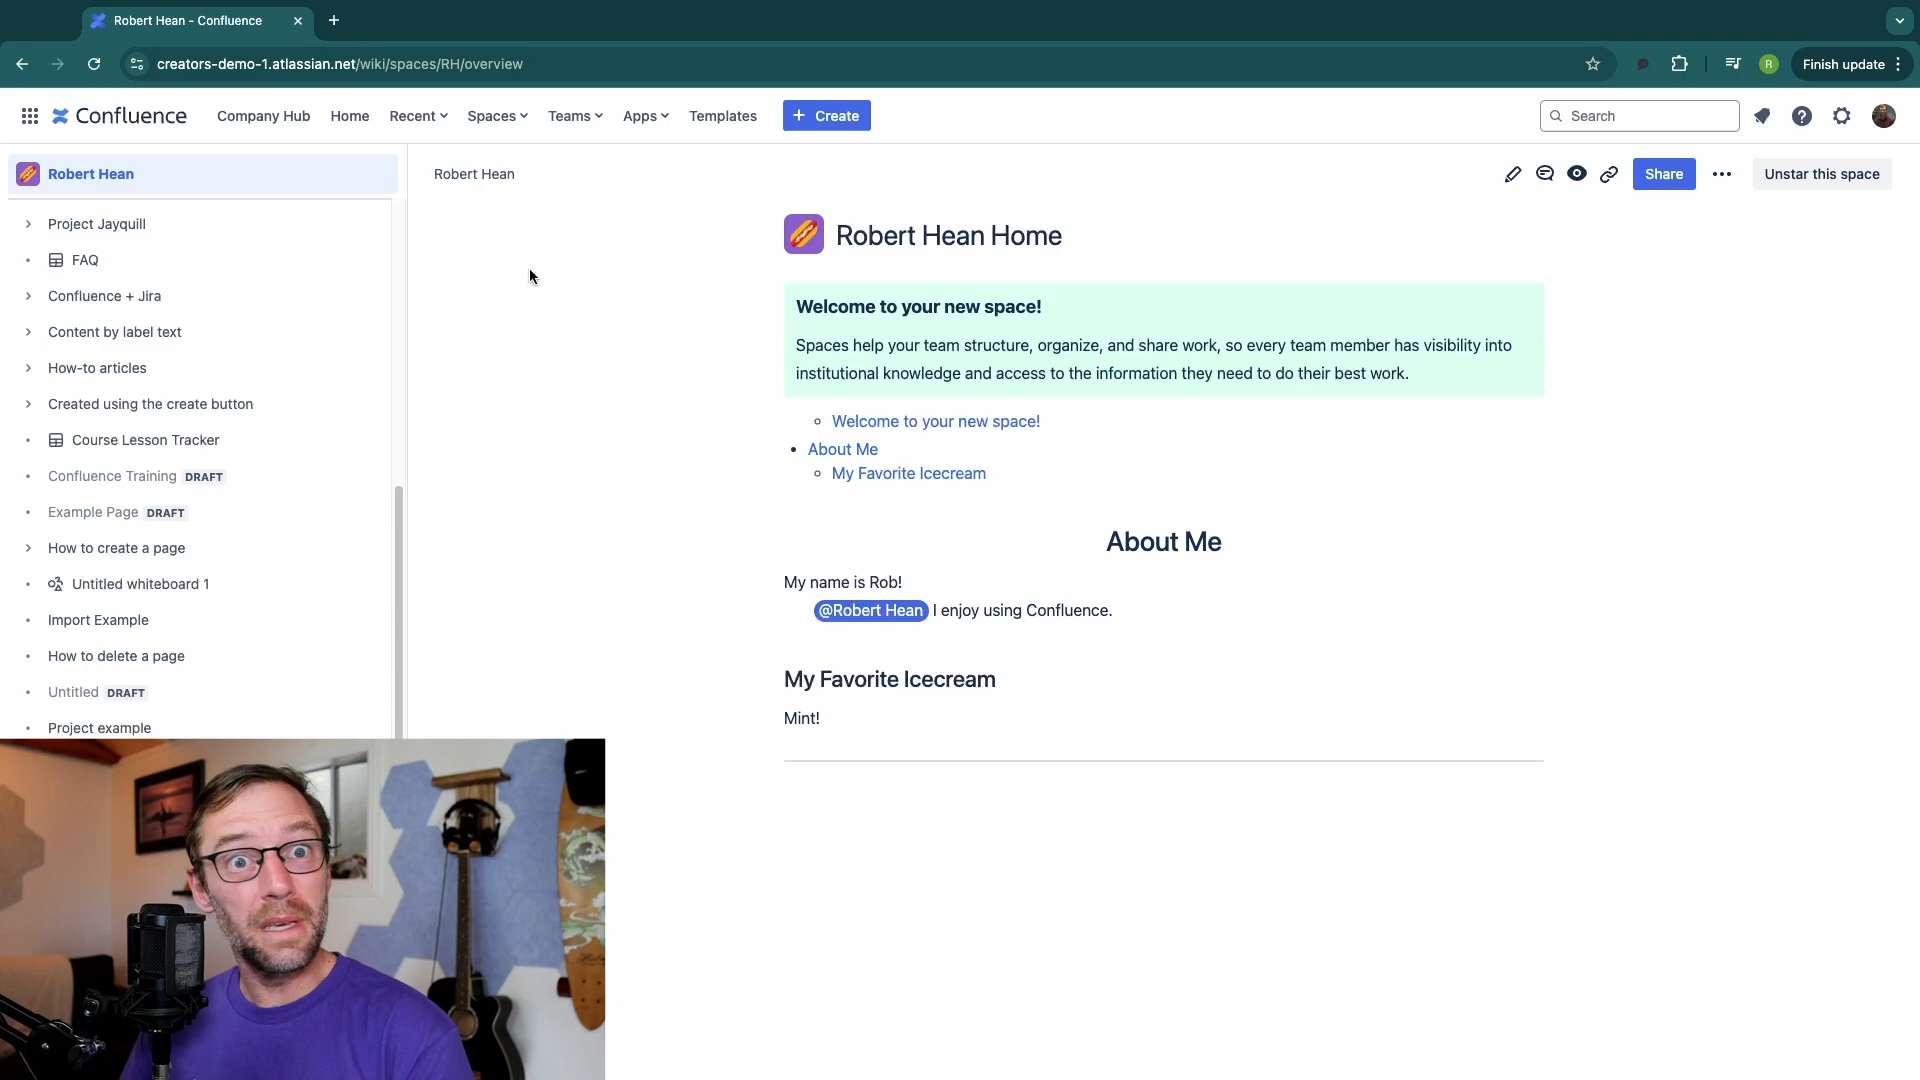 Robert Hean - Confluence
creators-demo-1.atlassian.net/wiki/spaces/RH/overview
R
Finish update
Confluence
Company Hub
Home
Recent
Spaces
Teams
Apps
Templates
+ Create
Search
Robert Hean
Project Jayquill
FAQ
Confluence + Jira
Content by label text
How-to articles
Created using the create button
Course Lesson Tracker
Confluence Training DRAFT
Example Page DRAFT
How to create a page
Untitled whiteboard 1
Import Example
How to delete a page
Untitled DRAFT
Project example
Robert Hean
Share
Unstar this space
Robert Hean Home
Welcome to your new space!
Spaces help your team structure, organize, and share work, so every team member has visibility into
institutional knowledge and access to the information they need to do their best work.
Welcome to your new space!
About Me
My Favorite Icecream
About Me
My name is Rob!
@Robert Hean I enjoy using Confluence.
My Favorite Icecream
Mint!